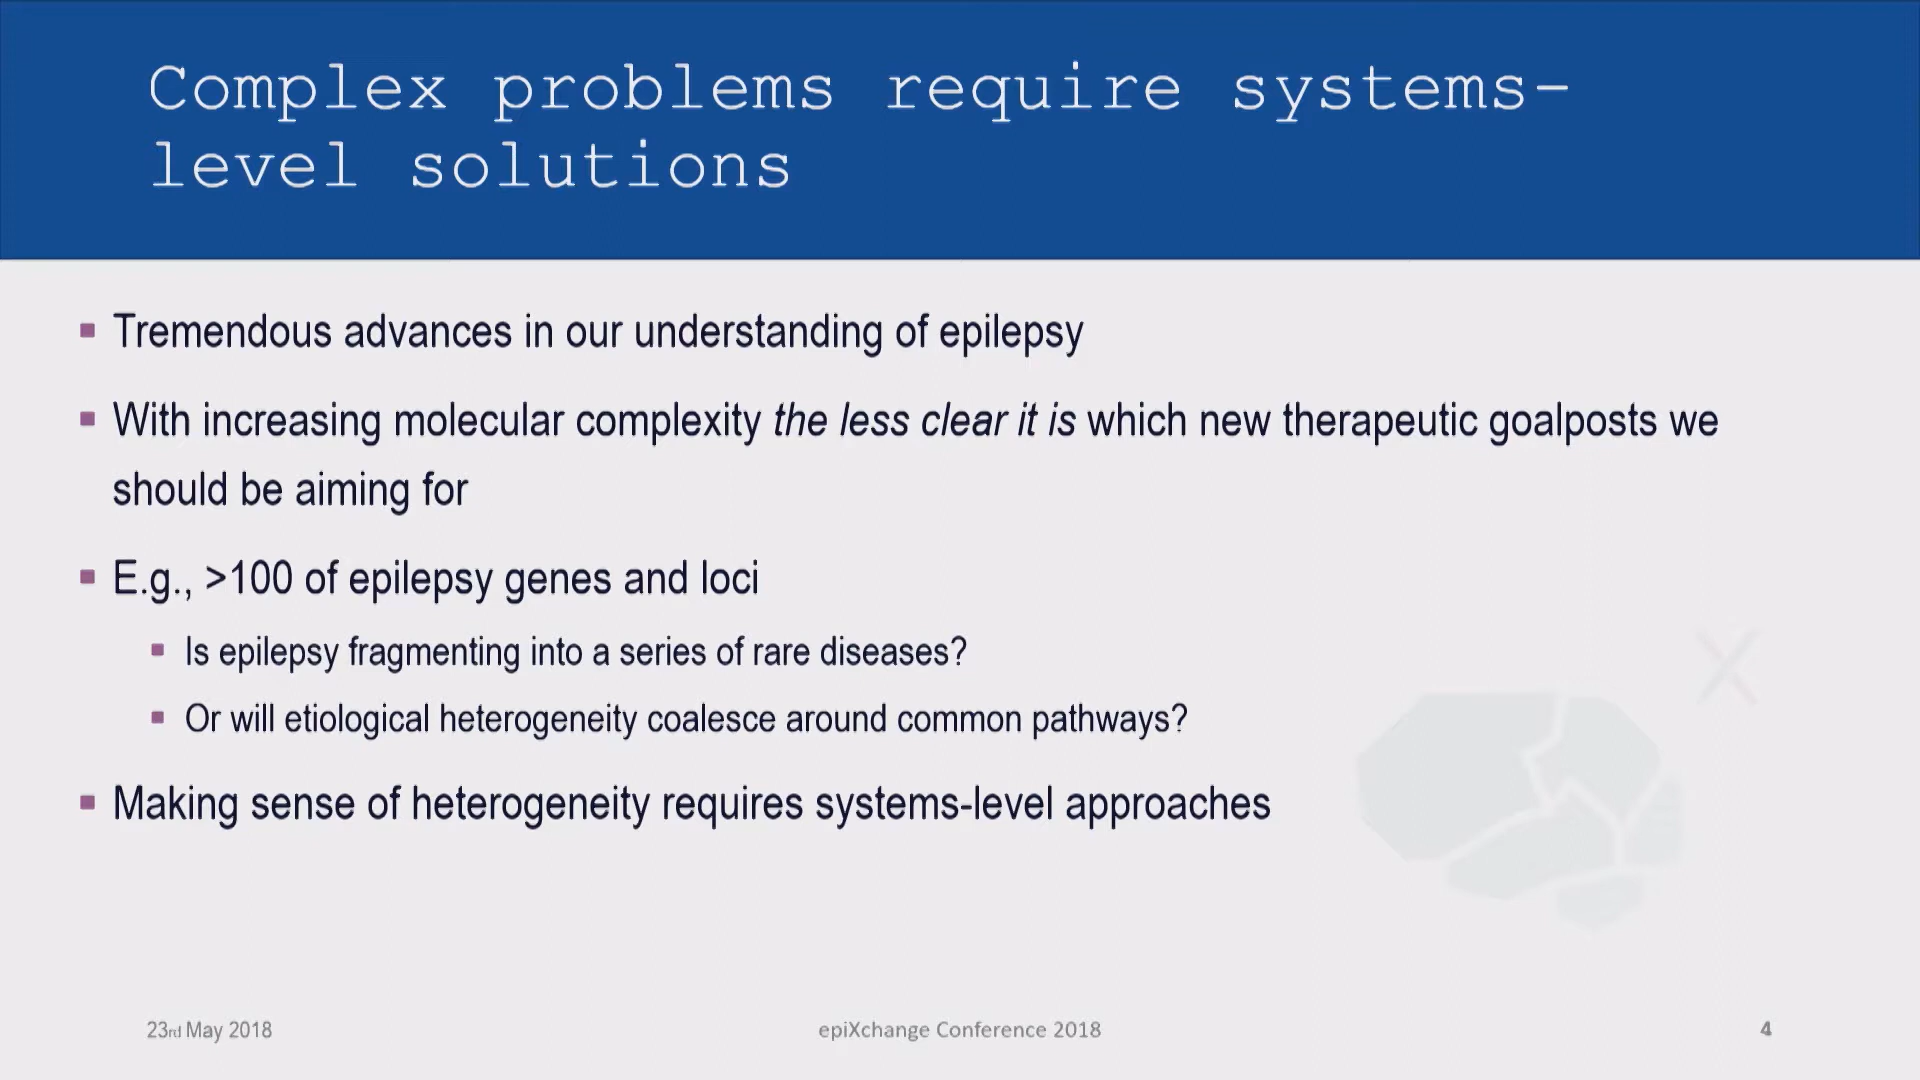 Complex problems require systems-
level solutions
Tremendous advances in our understanding of epilepsy
With increasing molecular complexity the less clear it is which new therapeutic goalposts we
should be aiming for
E.g., >100 of epilepsy genes and loci
Is epilepsy fragmenting into a series of rare diseases?
Or will etiological heterogeneity coalesce around common pathways?
Making sense of heterogeneity requires systems-level approaches
X
23rd May 2018
epiXchange Conference 2018
4